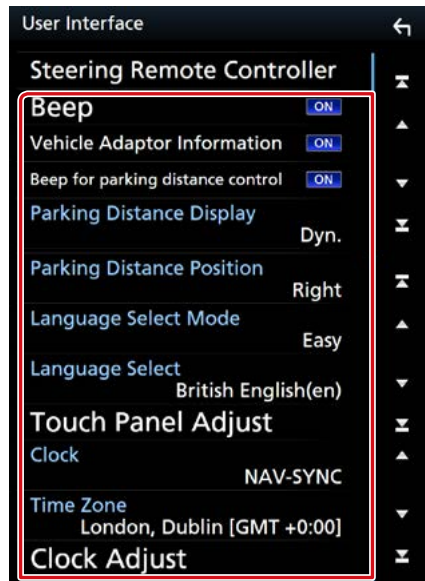 User Interface
Steering Remote Controller
Beep ON
Vehicle Adaptor Information ON
Beep for parking distance control ON
Parking Distance Display
Dyn.
Parking Distance Position
Right
Language Select Mode
Easy
Language Select
British English(en)
Touch Panel Adjust
Clock
NAV-SYNC
Time Zone
London, Dublin [GMT +0:00]
Clock Adjust